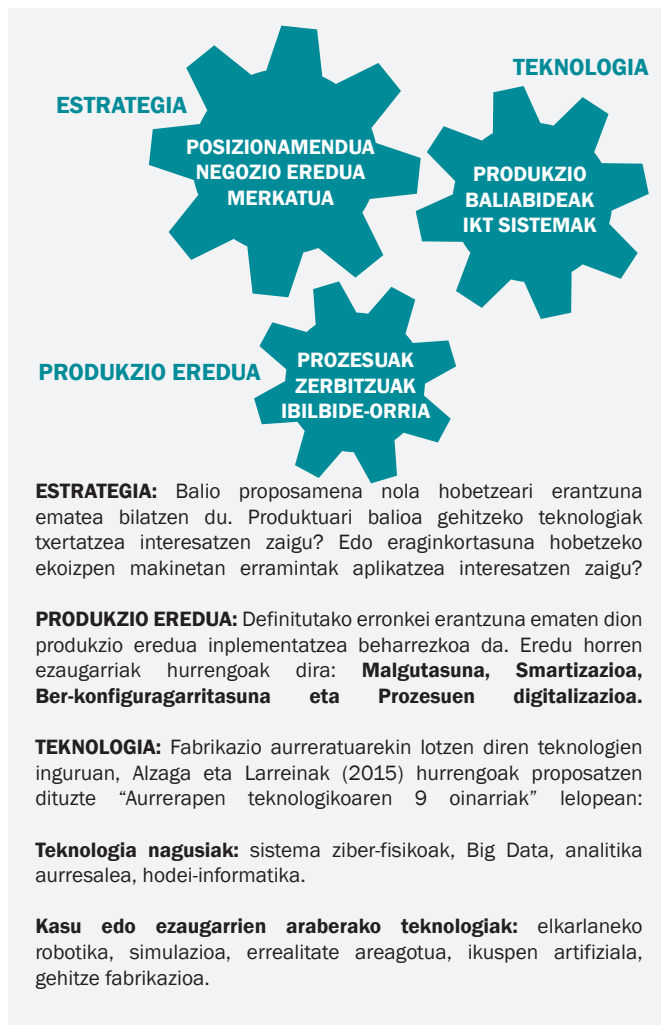 TEKNOLOGIA
ESTRATEGIA
POSIZIONAMENDUA
NEGOZIO EREDUA
MERKATUA
PRODUKZIO
BALIABIDEAK
IKT SISTEMAK
PRODUKZIO EREDUA
PROZESUAK
ZERBITZUAK
IBILBIDE-ORRIA
ESTRATEGIA: Balio proposamena nola hobetzeari erantzuna
ematea bilatzen du. Produktuari balioa gehitzeko teknologiak
txertatzea interesatzen zaigu? Edo eraginkortasuna hobetzeko
ekoizpen makinetan erramintak aplikatzea interesatzen zaigu?
PRODUKZIO EREDUA: Definitutako erronkei erantzuna ematen dion
produkzio eredua inplementatzea beharrezkoa da. Eredu horren
ezaugarriak hurrengoak dira: Malgutasuna, Smartizazioa,
Ber-konfiguragarritasuna eta Prozesuen digitalizazioa.
TEKNOLOGIA: Fabrikazio aurreratuarekin lotzen diren teknologien
inguruan, Alzaga eta Larreinak (2015) hurrengoak proposatzen
dituzte “Aurrerapen teknologikoaren 9 oinarriak” lelopean:
Teknologia nagusiak: sistema ziber-fisikoak, Big Data, analitika
aurresalea, hodei-informatika.
Kasu edo ezaugarrien araberako teknologiak: elkarlaneko
robotika, simulazioa, errealitate areagotua, ikuspen artifiziala,
gehitze fabrikazioa.